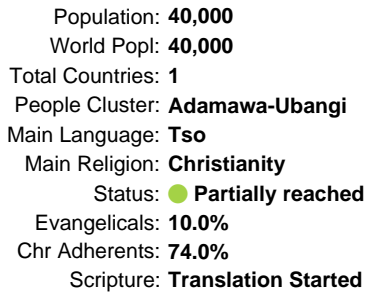 Population: 40,000
World Popl: 40,000
Total Countries: 1
People Cluster: Adamawa-Ubangi
Main Language: Tso
Main Religion: Christianity
Status: Partially reached
Evangelicals: 10.0%
Chr Adherents: 74.0%
Scripture: Translation Started